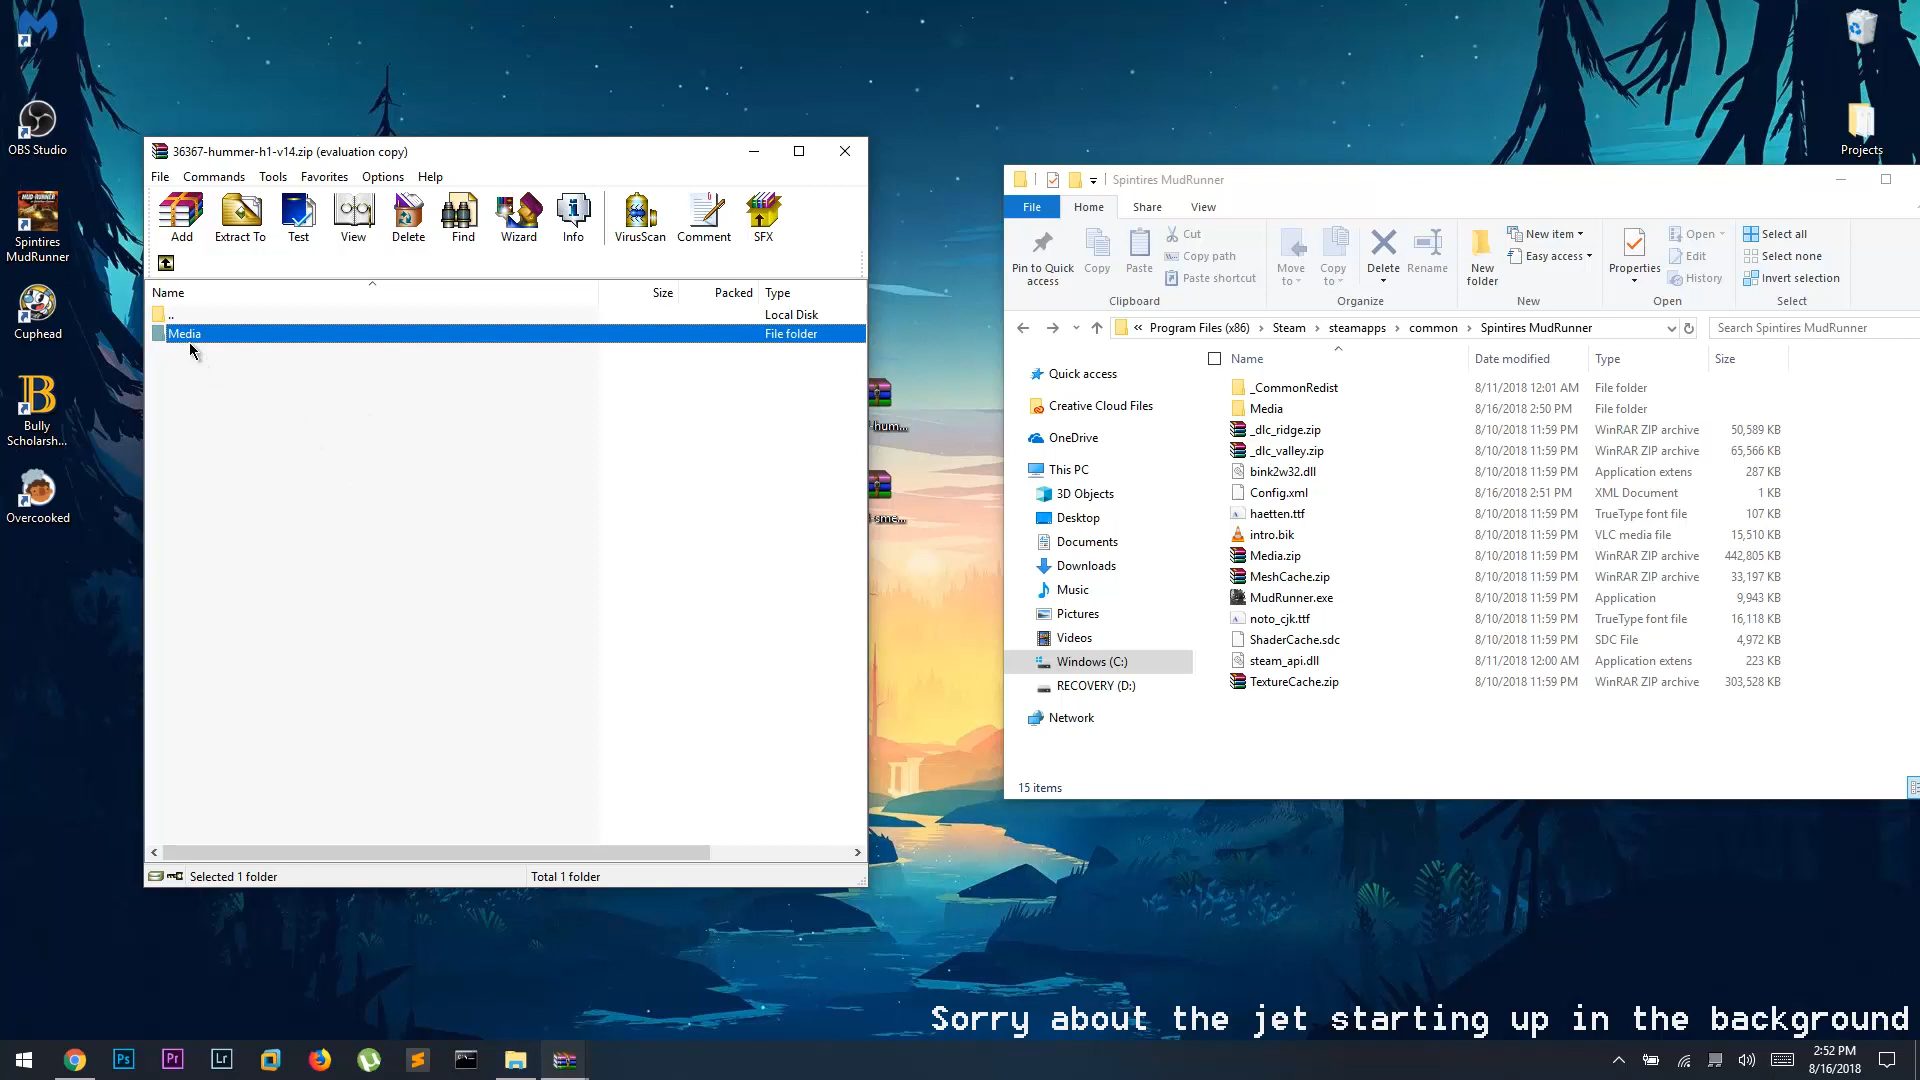 OBS Studio
Spintires
MudRunner
Cuphead
Bully
Scholarsh...
Overcooked
Projects
36367-hummer-h1-v14.zip (evaluation copy)
File Commands Tools Favorites Options Help
Add Extract To Test View Delete Find Wizard Info VirusScan Comment SFX
Name Size Packed Type
.. Local Disk
Media File folder
Selected 1 folder Total 1 folder
-hum...
-sme...
Spintires MudRunner
File Home Share View
Pin to Quick
access
Copy
Paste
Cut
Copy path
Paste shortcut
Clipboard
Move
to
Copy
to
Delete
Rename
Organize
New
folder
New item
Easy access
New
Properties
Open
Edit
History
Open
Select all
Select none
Invert selection
Select
« Program Files (x86) › Steam › steamapps › common › Spintires MudRunner
Search Spintires MudRunner
Quick access
Creative Cloud Files
OneDrive
This PC
3D Objects
Desktop
Documents
Downloads
Music
Pictures
Videos
Windows (C:)
RECOVERY (D:)
Network
Name Date modified Type Size
_CommonRedist 8/11/2018 12:01 AM File folder
Media 8/16/2018 2:50 PM File folder
_dlc_ridge.zip 8/10/2018 11:59 PM WinRAR ZIP archive 50,589 KB
_dlc_valley.zip 8/10/2018 11:59 PM WinRAR ZIP archive 65,566 KB
bink2w32.dll 8/10/2018 11:59 PM Application extens 287 KB
Config.xml 8/16/2018 2:51 PM XML Document 1 KB
haetten.ttf 8/10/2018 11:59 PM TrueType font file 107 KB
intro.bik 8/10/2018 11:59 PM VLC media file 15,510 KB
Media.zip 8/10/2018 11:59 PM WinRAR ZIP archive 442,805 KB
MeshCache.zip 8/10/2018 11:59 PM WinRAR ZIP archive 33,197 KB
MudRunner.exe 8/10/2018 11:59 PM Application 9,943 KB
noto_cjk.ttf 8/10/2018 11:59 PM TrueType font file 16,118 KB
ShaderCache.sdc 8/10/2018 11:59 PM SDC File 4,972 KB
steam_api.dll 8/11/2018 12:00 AM Application extens 223 KB
TextureCache.zip 8/10/2018 11:59 PM WinRAR ZIP archive 303,528 KB
15 items
Sorry about the jet starting up in the background
Ps Pr Lr
2:52 PM
8/16/2018